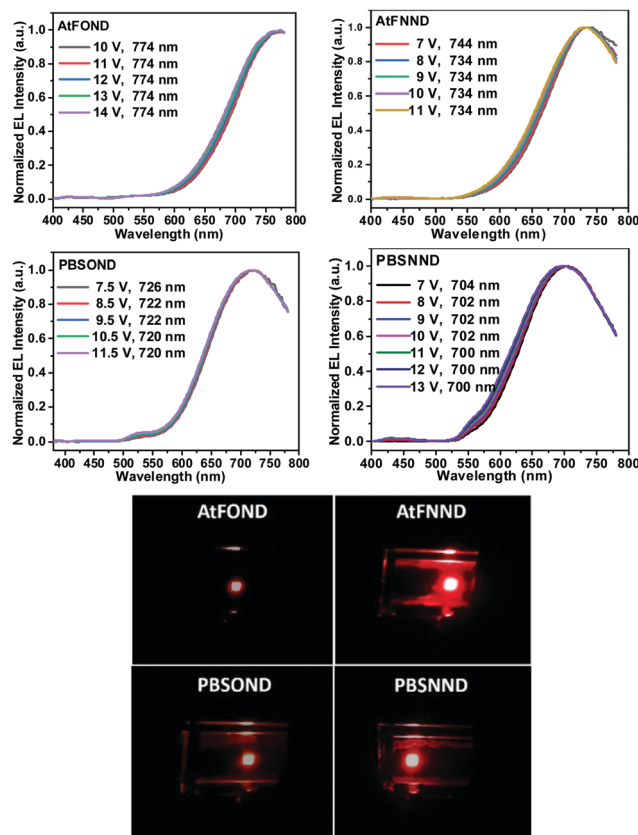 AtFOND
10 V, 774 nm
11 V, 774 nm
12 V, 774 nm
13 V, 774 nm
14 V, 774 nm
Normalized EL Intensity (a.u.)
1.0
0.8
0.6
0.4
0.2
0.0
400 450 500 550 600 650 700 750 800
Wavelength (nm)
AtFNND
7 V, 744 nm
8 V, 734 nm
9 V, 734 nm
10 V, 734 nm
11 V, 734 nm
Normalized EL Intensity (a.u.)
1.0
0.8
0.6
0.4
0.2
0.0
400 450 500 550 600 650 700 750 800
Wavelength (nm)
PBSOND
7.5 V, 726 nm
8.5 V, 722 nm
9.5 V, 722 nm
10.5 V, 720 nm
11.5 V, 720 nm
Normalized EL Intensity (a.u.)
1.0
0.8
0.6
0.4
0.2
0.0
400 450 500 550 600 650 700 750 800
Wavelength (nm)
PBSNND
7 V, 704 nm
8 V, 702 nm
9 V, 702 nm
10 V, 702 nm
11 V, 700 nm
12 V, 700 nm
13 V, 700 nm
Normalized EL Intensity (a.u.)
1.0
0.8
0.6
0.4
0.2
0.0
400 450 500 550 600 650 700 750 800
Wavelength (nm)
AtFOND
AtFNND
PBSOND
PBSNND